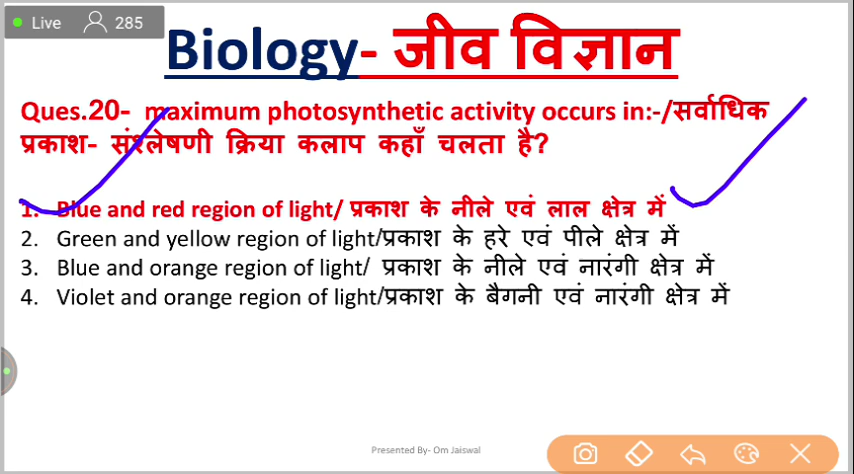 Live 285
Biology- जीव विज्ञान
Ques.20- maximum photosynthetic activity occurs in:-/सर्वाधिक
प्रकाश- संश्लेषणी क्रिया कलाप कहाँ चलता है?
1. Blue and red region of light/ प्रकाश के नीले एवं लाल क्षेत्र में
2. Green and yellow region of light/प्रकाश के हरे एवं पीले क्षेत्र में
3. Blue and orange region of light/ प्रकाश के नीले एवं नारंगी क्षेत्र में
4. Violet and orange region of light/प्रकाश के बैगनी एवं नारंगी क्षेत्र में
Presented By- Om Jaiswal